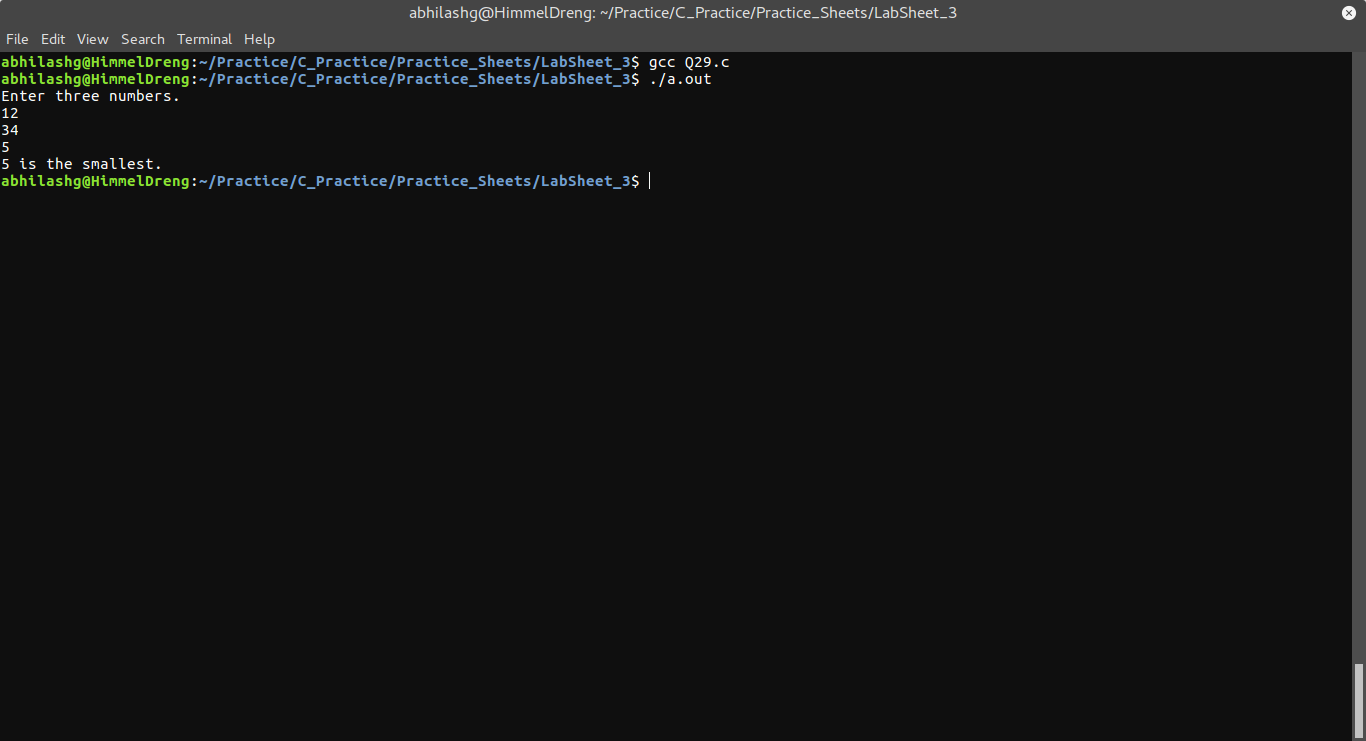 abhilashg@HimmelDreng: ~/Practice/C_Practice/Practice_Sheets/LabSheet_3
File Edit View Search Terminal Help
abhilashg@HimmelDreng:~/Practice/C_Practice/Practice_Sheets/LabSheet_3$ gcc Q29.c
abhilashg@HimmelDreng:~/Practice/C_Practice/Practice_Sheets/LabSheet_3$ ./a.out
Enter three numbers.
12
34
5
5 is the smallest.
abhilashg@HimmelDreng:~/Practice/C_Practice/Practice_Sheets/LabSheet_3$